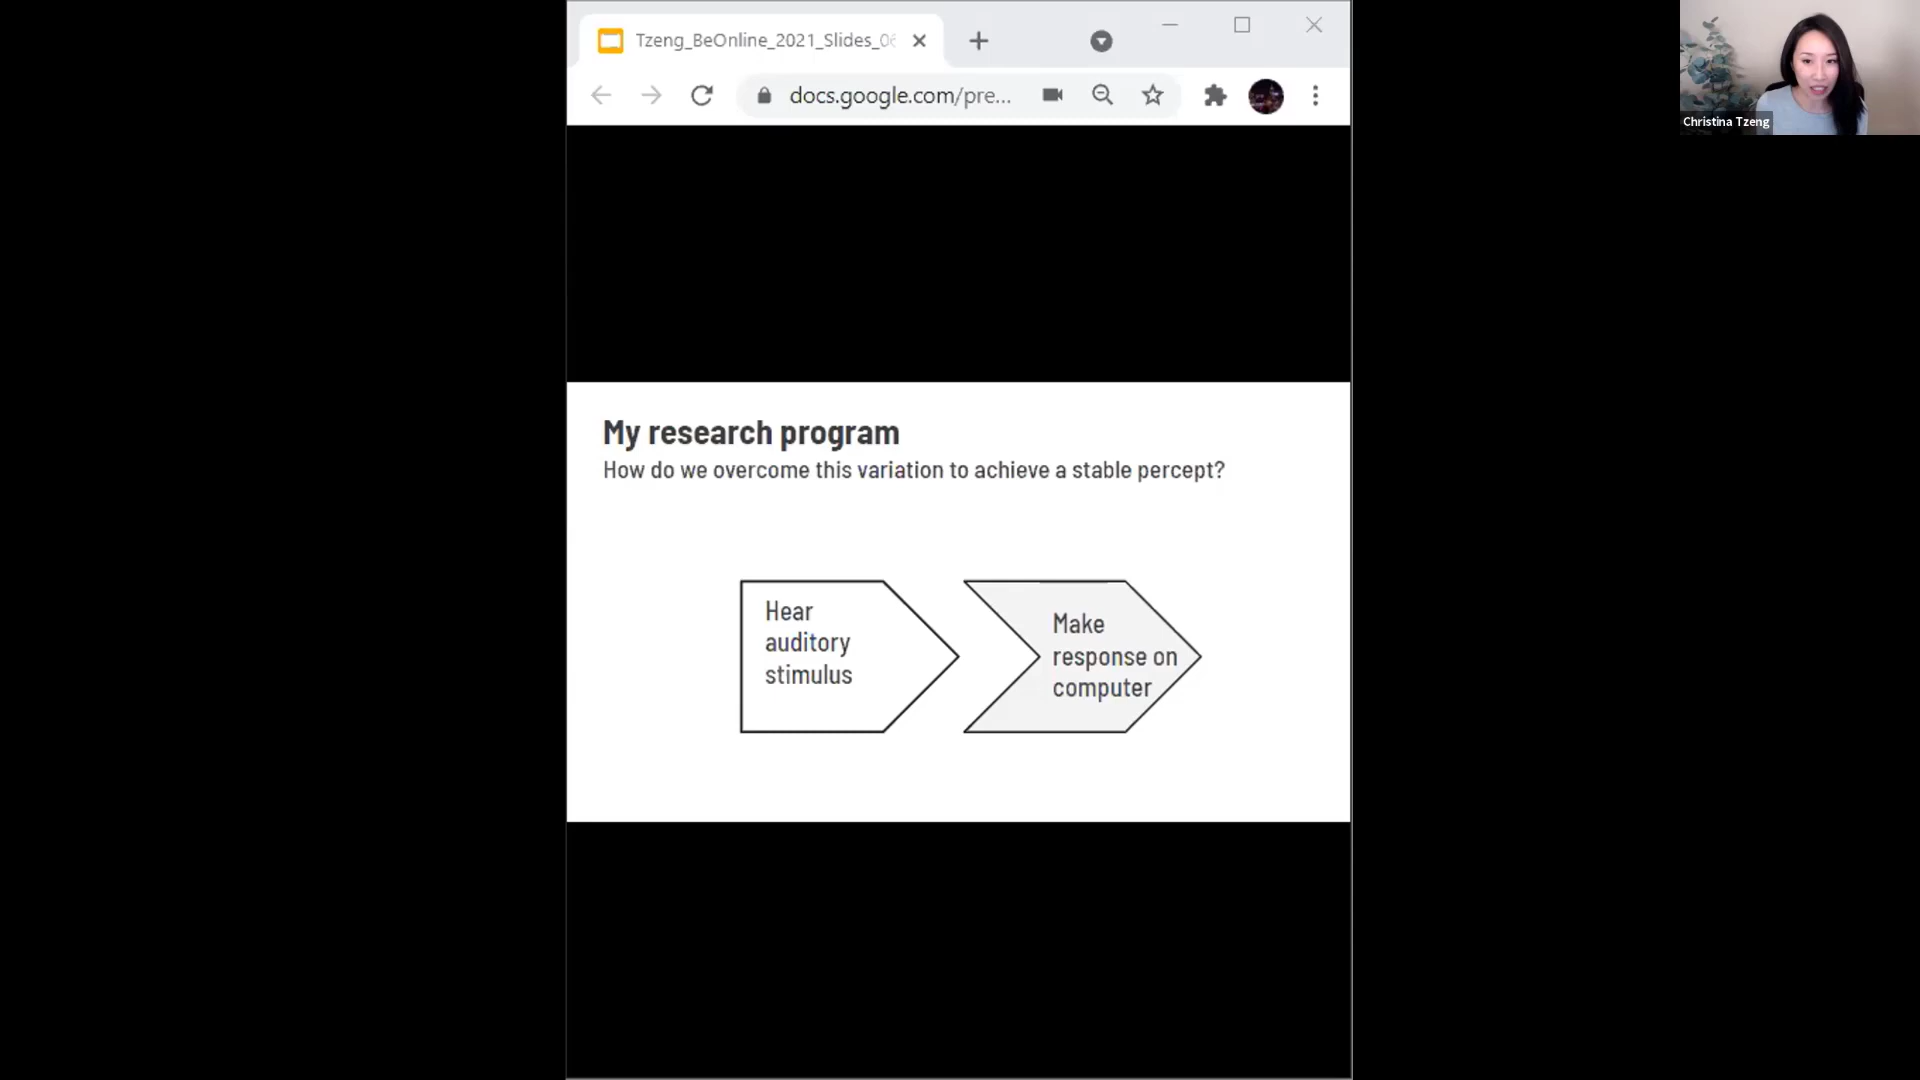 Tzeng_BeOnline_2021_Slides_06
docs.google.com/pre...
Christina Tzeng
My research program
How do we overcome this variation to achieve a stable percept?
Hear
auditory
stimulus
Make
response on
computer